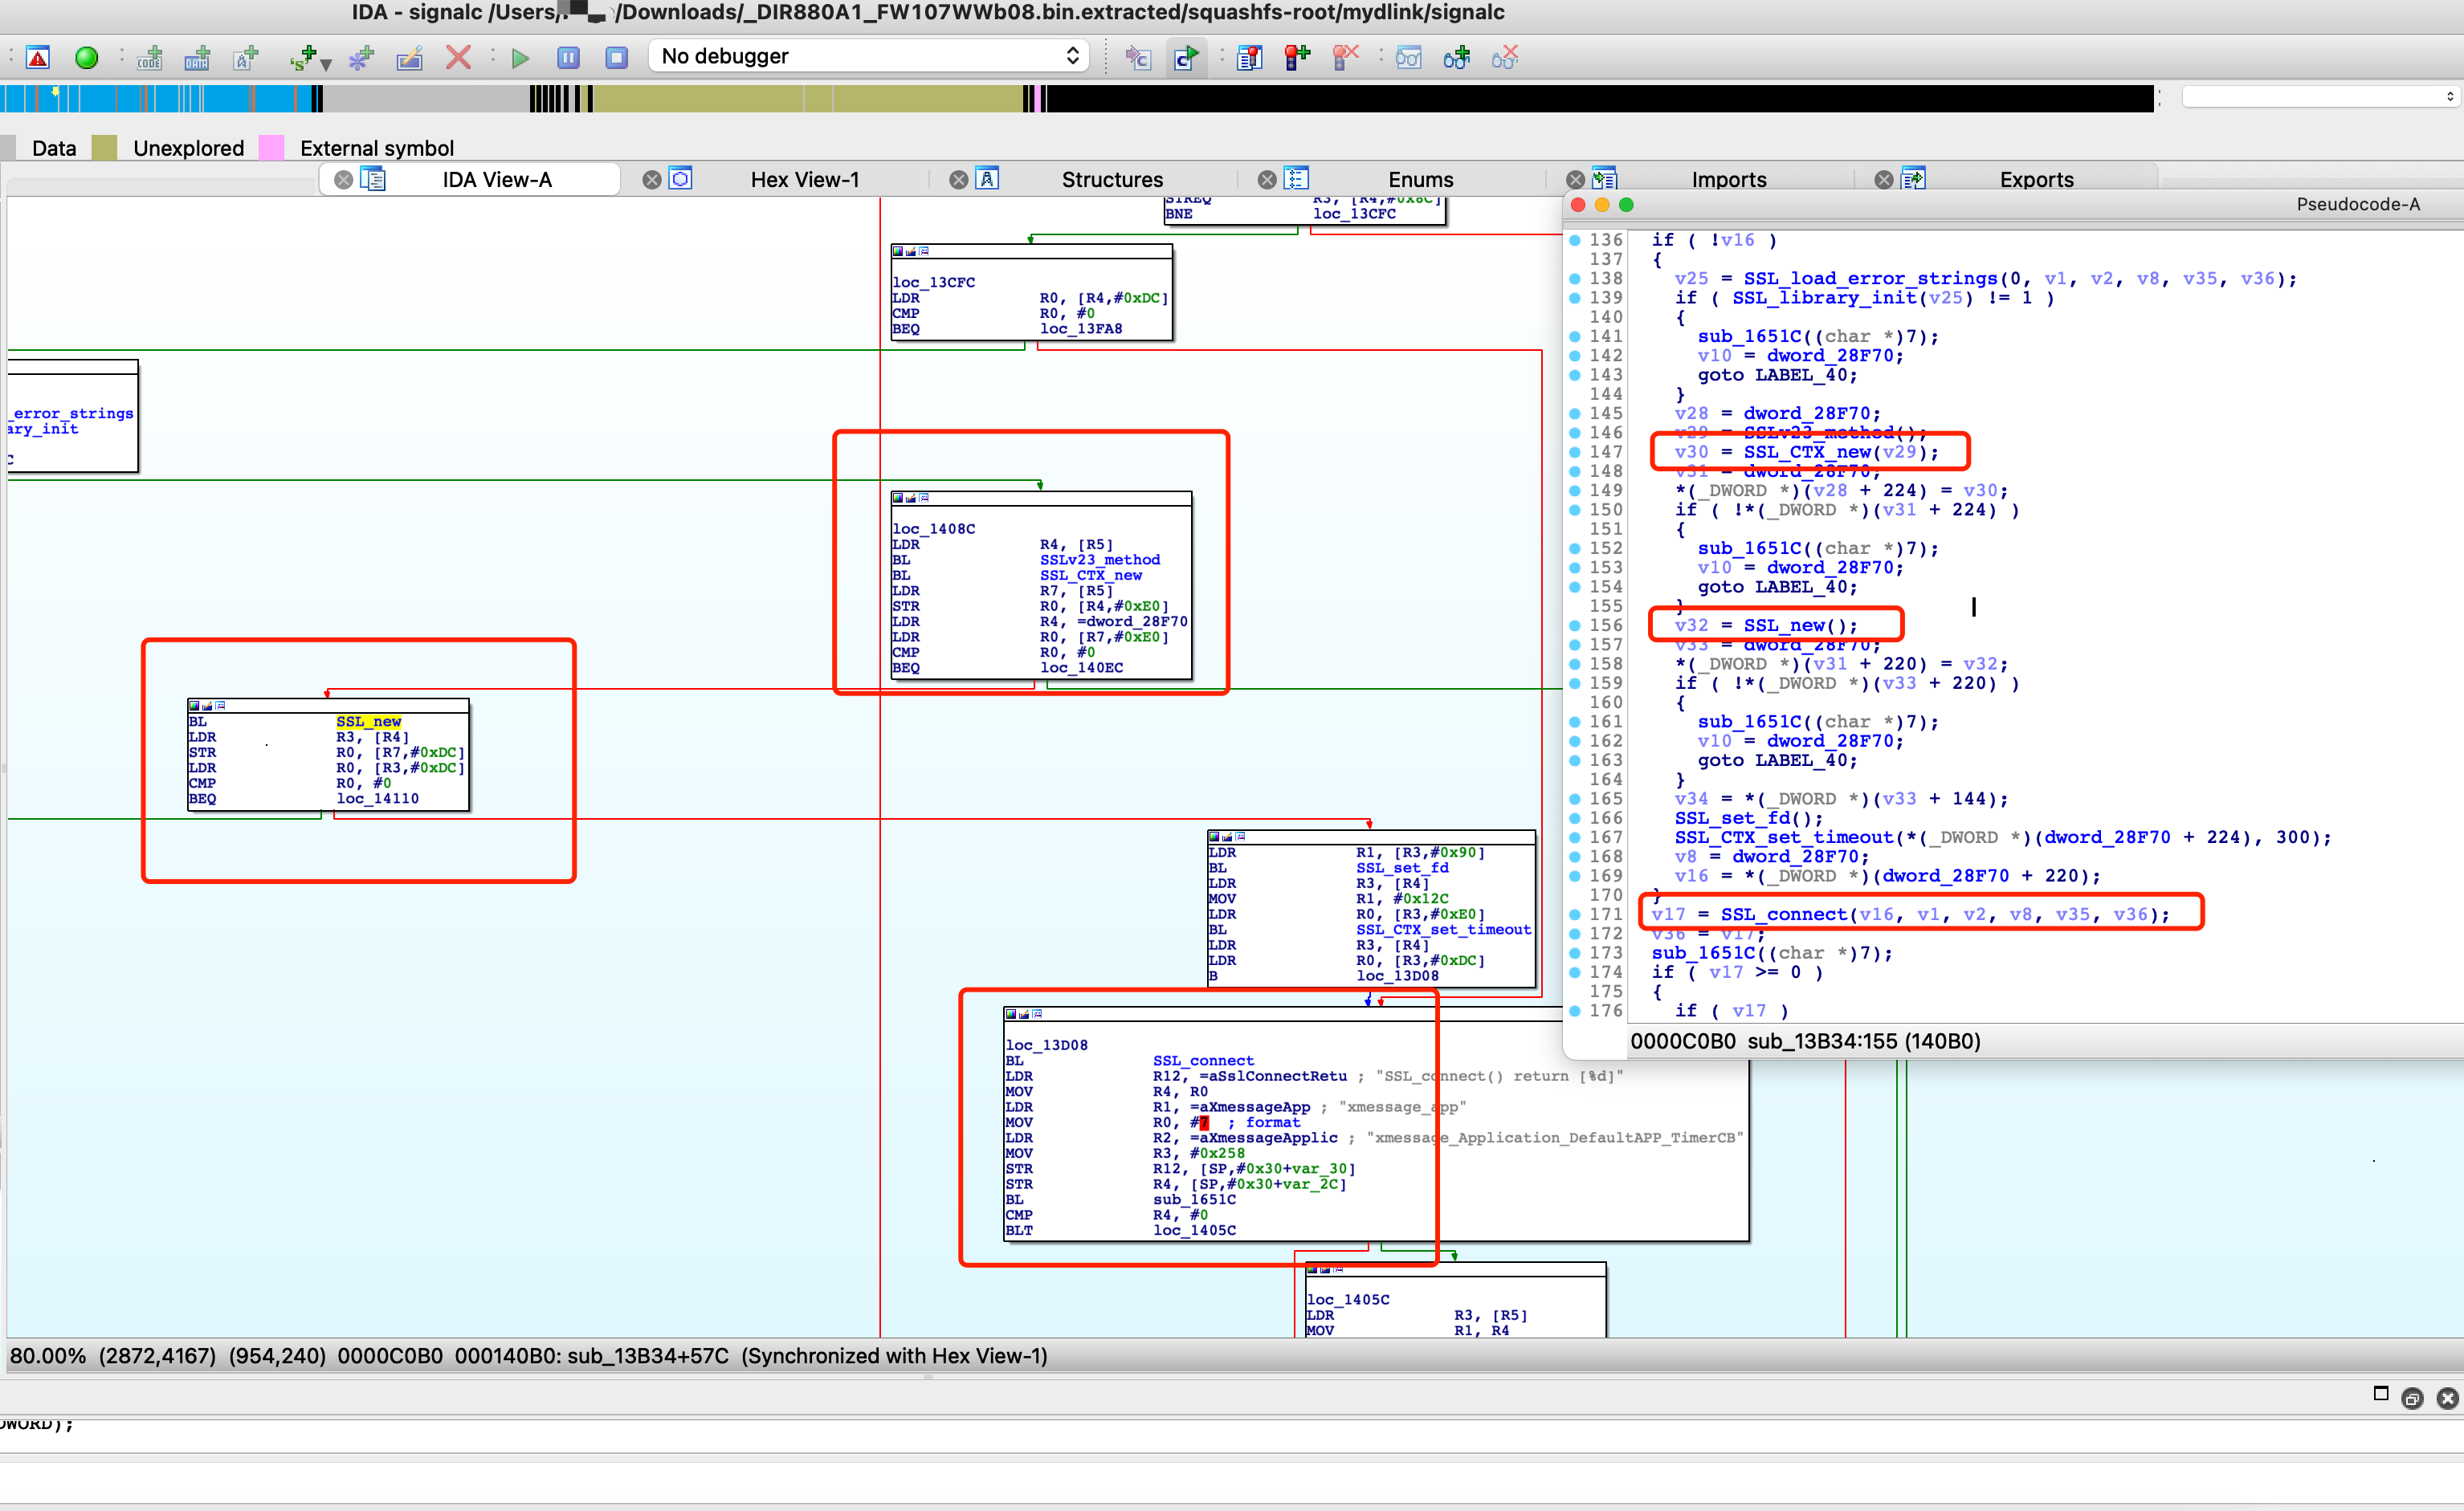 IDA - signalc /Users/ /Downloads/_DIR880A1_FW107WWb08.bin.extracted/squashfs-root/mydlink/signalc
No debugger
Data Unexplored External symbol
IDA View-A Hex View-1 Structures Enums Imports Exports
STREQ R3, [R4,#0x8C]
BNE loc_13CFC
loc_13CFC
LDR R0, [R4,#0xDC]
CMP R0, #0
BEQ loc_13FA8
_error_strings
ary_init
loc_1408C
LDR R4, [R5]
BL SSLv23_method
BL SSL_CTX_new
LDR R7, [R5]
STR R0, [R4,#0xE0]
LDR R4, =dword_28F70
LDR R0, [R7,#0xE0]
CMP R0, #0
BEQ loc_140EC
BL SSL_new
LDR R3, [R4]
STR R0, [R7,#0xDC]
LDR R0, [R3,#0xDC]
CMP R0, #0
BEQ loc_14110
LDR R1, [R3,#0x90]
BL SSL_set_fd
LDR R3, [R4]
MOV R1, #0x12C
LDR R0, [R3,#0xE0]
BL SSL_CTX_set_timeout
LDR R3, [R4]
LDR R0, [R3,#0xDC]
B loc_13D08
loc_13D08
BL SSL_connect
LDR R12, =aSslConnectRetu ; "SSL_connect() return [%d]"
MOV R4, R0
LDR R1, =aXmessageApp ; "xmessage_app"
MOV R0, #7 ; format
LDR R2, =aXmessageApplic ; "xmessage_Application_DefaultAPP_TimerCB"
MOV R3, #0x258
STR R12, [SP,#0x30+var_30]
STR R4, [SP,#0x30+var_2C]
BL sub_1651C
CMP R4, #0
BLT loc_1405C
loc_1405C
LDR R3, [R5]
MOV R1, R4
Pseudocode-A
136 if ( !v16 )
137 {
138 v25 = SSL_load_error_strings(0, v1, v2, v8, v35, v36);
139 if ( SSL_library_init(v25) != 1 )
140 {
141 sub_1651C((char *)7);
142 v10 = dword_28F70;
143 goto LABEL_40;
144 }
145 v28 = dword_28F70;
146 v29 = SSLv23_method();
147 v30 = SSL_CTX_new(v29);
148 v31 = dword_28F70;
149 *(_DWORD *)(v28 + 224) = v30;
150 if ( !*(_DWORD *)(v31 + 224) )
151 {
152 sub_1651C((char *)7);
153 v10 = dword_28F70;
154 goto LABEL_40;
155 }
156 v32 = SSL_new();
157 v33 = dword_28F70;
158 *(_DWORD *)(v31 + 220) = v32;
159 if ( !*(_DWORD *)(v33 + 220) )
160 {
161 sub_1651C((char *)7);
162 v10 = dword_28F70;
163 goto LABEL_40;
164 }
165 v34 = *(_DWORD *)(v33 + 144);
166 SSL_set_fd();
167 SSL_CTX_set_timeout(*(_DWORD *)(dword_28F70 + 224), 300);
168 v8 = dword_28F70;
169 v16 = *(_DWORD *)(dword_28F70 + 220);
170 }
171 v17 = SSL_connect(v16, v1, v2, v8, v35, v36);
172 v36 = v17;
173 sub_1651C((char *)7);
174 if ( v17 >= 0 )
175 {
176 if ( v17 )
0000C0B0 sub_13B34:155 (140B0)
80.00% (2872,4167) (954,240) 0000C0B0 000140B0: sub_13B34+57C (Synchronized with Hex View-1)
DWORD);